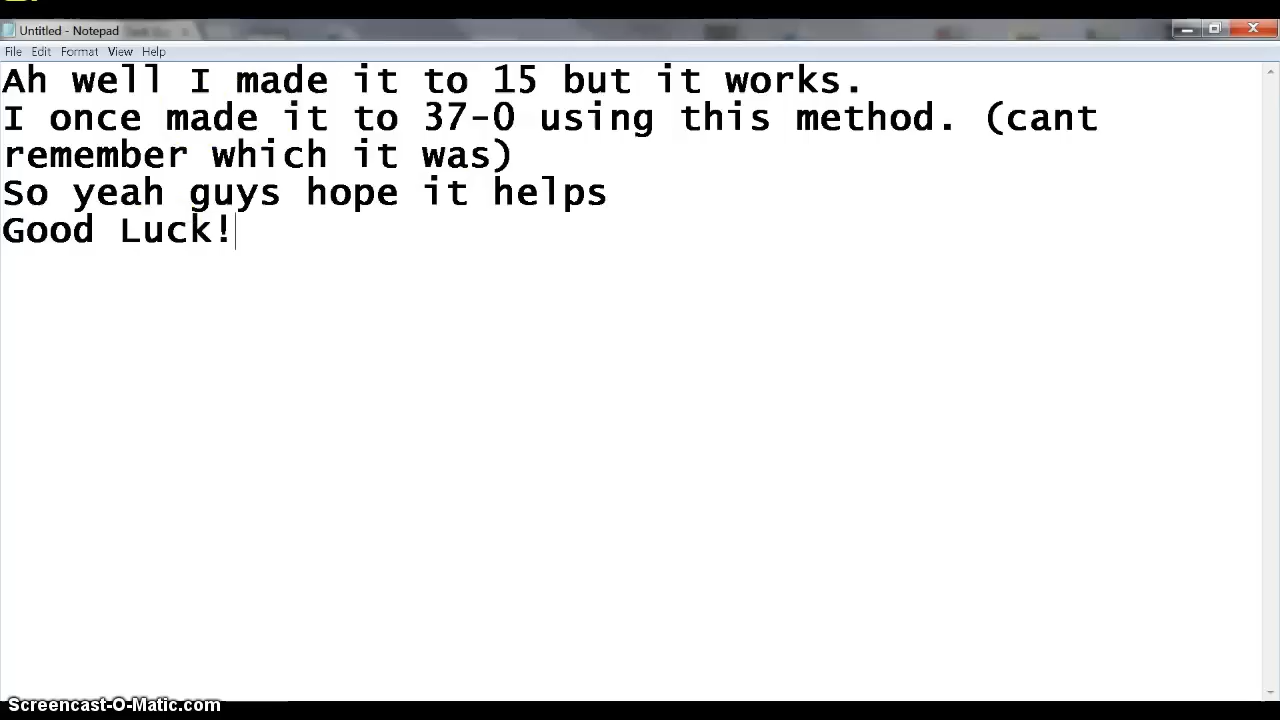 Untitled - Notepad
File Edit Format View Help
Ah well I made it to 15 but it works.
I once made it to 37-0 using this method. (cant
remember which it was)
So yeah guys hope it helps
Good Luck!
Screencast-O-Matic.com